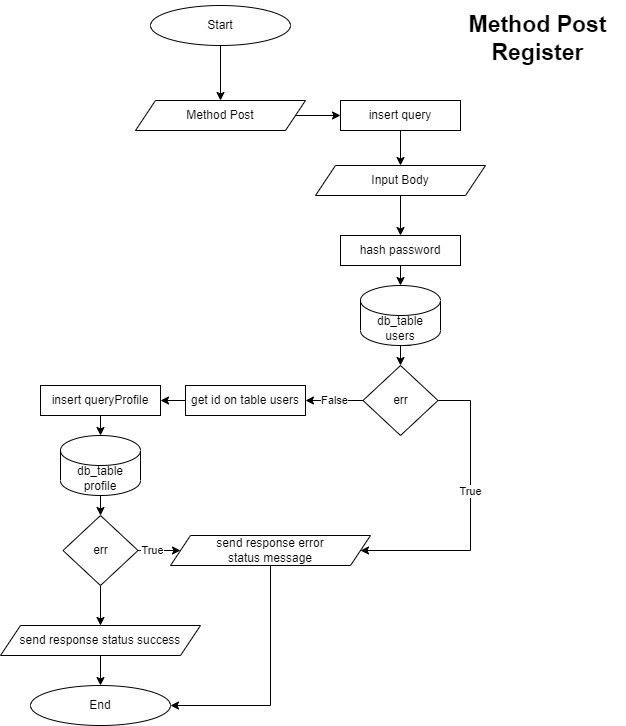 Method Post
Register
Start
Method Post
insert query
Input Body
hash password
db_table
users
err
False
get id on table users
insert queryProfile
db_table
profile
True
err
True
send response error
status message
send response status success
End